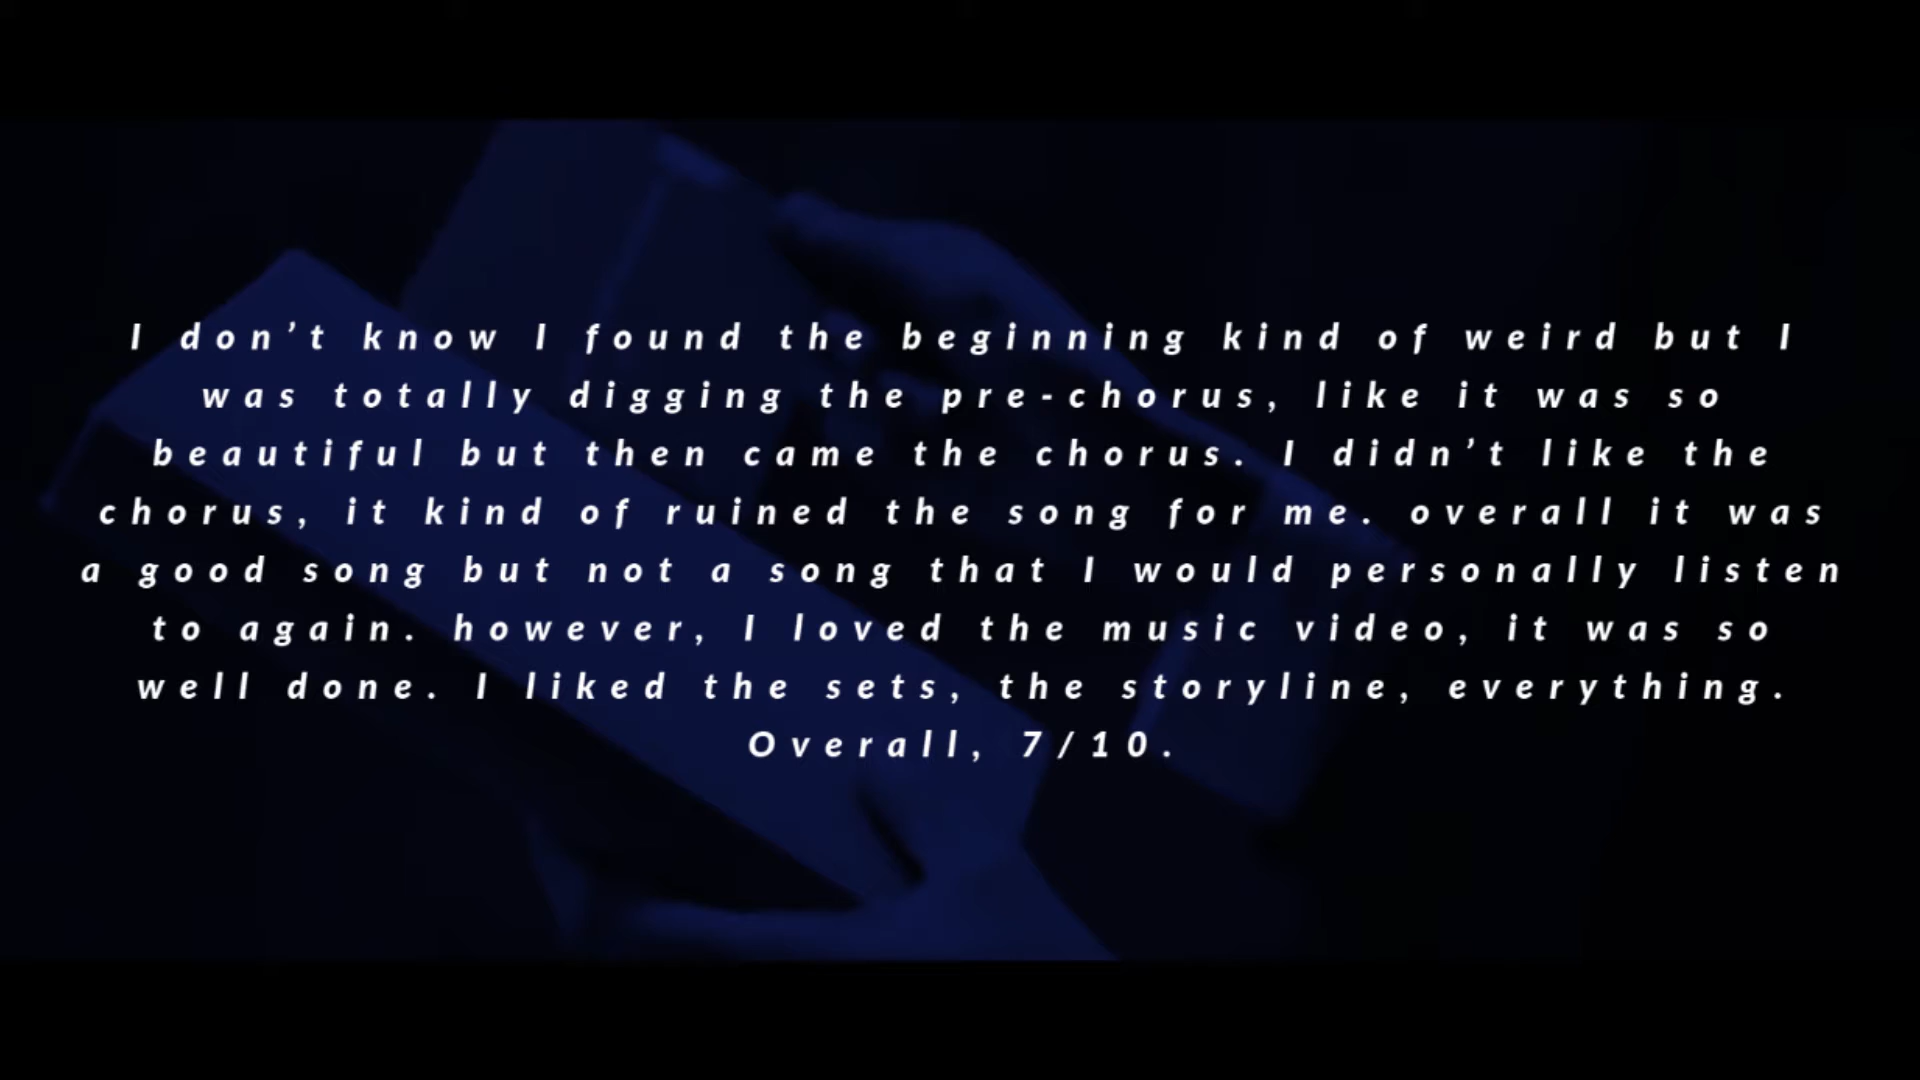 I don’t know I found the beginning kind of weird but I
was totally digging the pre-chorus, like it was so
beautiful but then came the chorus. I didn’t like the
chorus, it kind of ruined the song for me. overall it was
a good song but not a song that I would personally listen
to again. however, I loved the music video, it was so
well done. I liked the sets, the storyline, everything.
Overall, 7/10.